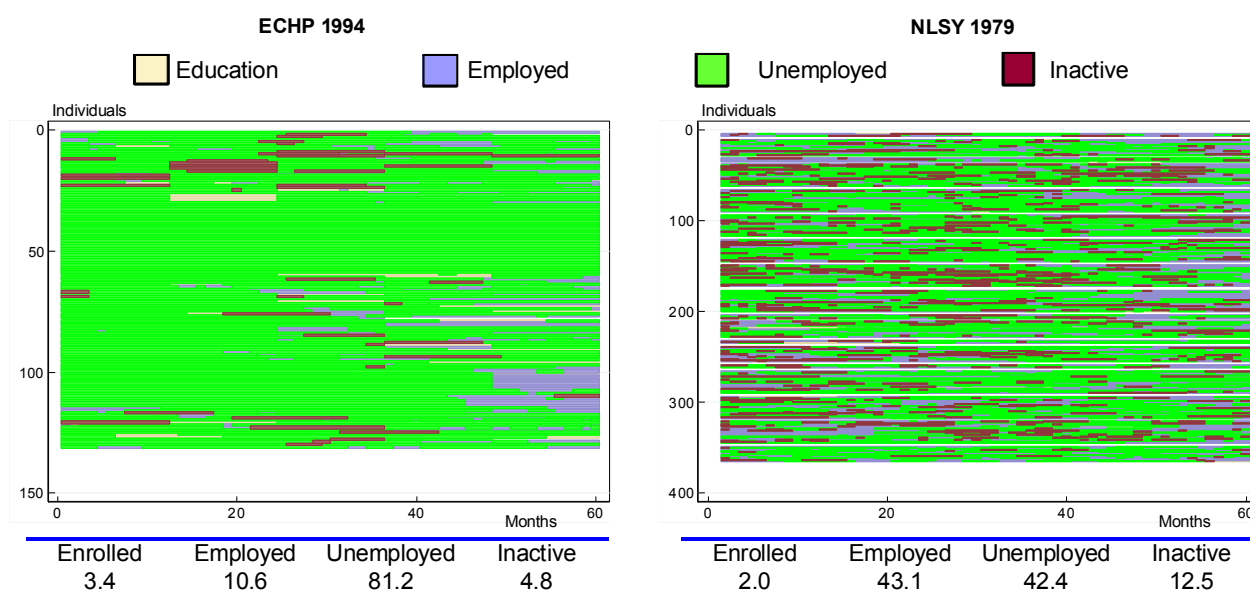 ECHP 1994
NLSY 1979
Education Employed Unemployed Inactive
Individuals
0
50
100
150
0 20 40 60
Months
Individuals
0
100
200
300
400
0 20 40 60
Months
Enrolled Employed Unemployed Inactive
3.4 10.6 81.2 4.8
Enrolled Employed Unemployed Inactive
2.0 43.1 42.4 12.5